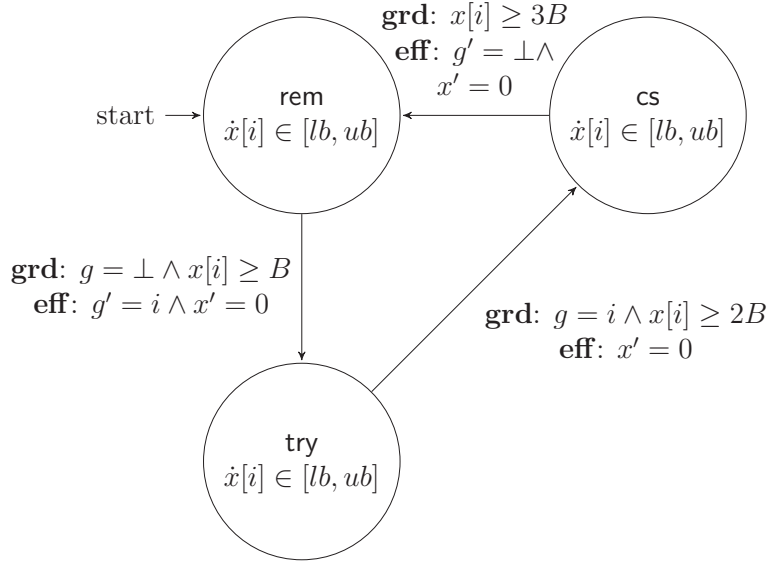 grd: x[i] ≥ 3B
eff: g′ = ⊥∧
x′ = 0
start
rem
ẋ[i] ∈ [lb, ub]
cs
ẋ[i] ∈ [lb, ub]
grd: g = ⊥ ∧ x[i] ≥ B
eff: g′ = i ∧ x′ = 0
grd: g = i ∧ x[i] ≥ 2B
eff: x′ = 0
try
ẋ[i] ∈ [lb, ub]